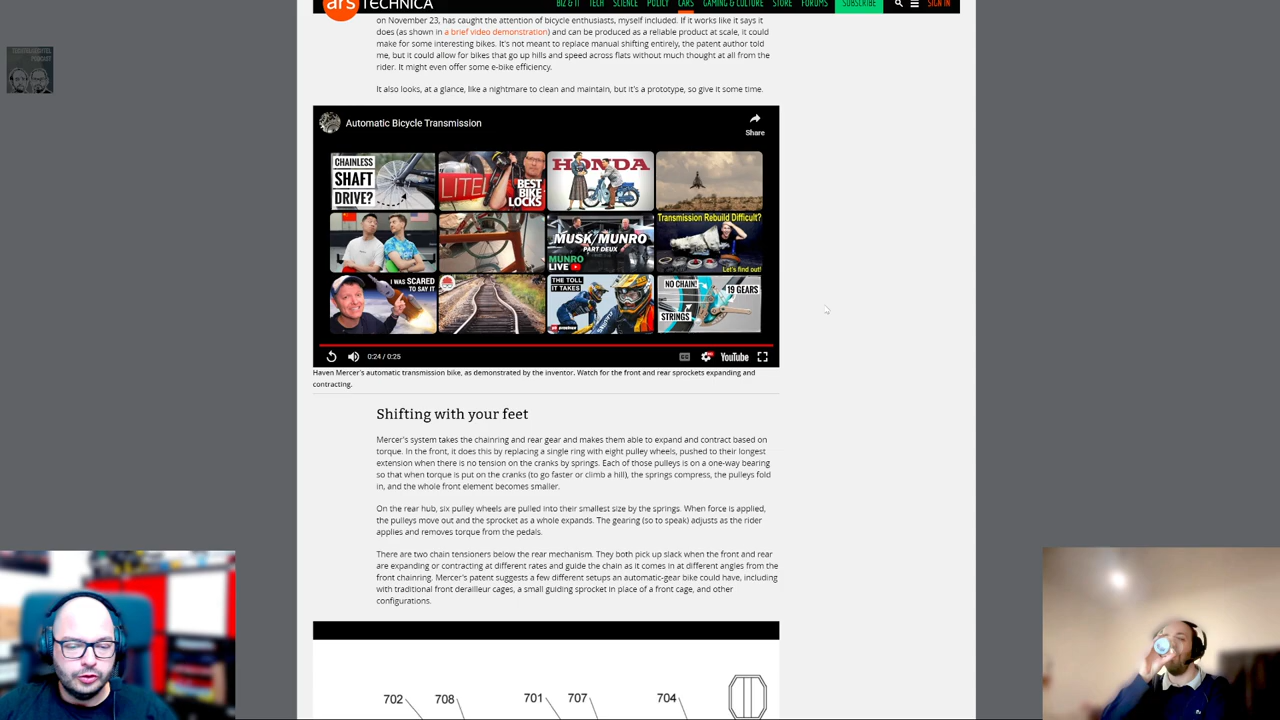 ars TECHNICA
BIZ & IT TECH SCIENCE POLICY CARS GAMING & CULTURE STORE FORUMS SUBSCRIBE SIGN IN
on November 23, has caught the attention of bicycle enthusiasts, myself included. If it works like it says it
does (as shown in a brief video demonstration) and can be produced as a reliable product at scale, it could
make for some interesting bikes. It's not meant to replace manual shifting entirely, the patent author told
me, but it could allow for bikes that go up hills and speed across flats without much thought at all from the
rider. It might even offer some e-bike efficiency.
It also looks, at a glance, like a nightmare to clean and maintain, but it's a prototype, so give it some time.
Automatic Bicycle Transmission
Share
CHAINLESS
SHAFT
DRIVE?
LITEL
BEST
BIKE
LOCKS
HONDA
MUSK/MUNRO
PART DEUX
MUNRO
LIVE
Transmission Rebuild Difficult?
Let's find out!
I WAS SCARED
TO SAY IT
THE TOLL
IT TAKES
NO CHAIN!
19 GEARS
STRINGS
0:24 / 0:25
CC
YouTube
Haven Mercer's automatic transmission bike, as demonstrated by the inventor. Watch for the front and rear sprockets expanding and
contracting.
Shifting with your feet
Mercer's system takes the chainring and rear gear and makes them able to expand and contract based on
torque. In the front, it does this by replacing a single ring with eight pulley wheels, pushed to their longest
extension when there is no tension on the cranks by springs. Each of those pulleys is on a one-way bearing
so that when torque is put on the cranks (to go faster or climb a hill), the springs compress, the pulleys fold
in, and the whole front element becomes smaller.
On the rear hub, six pulley wheels are pulled into their smallest size by the springs. When force is applied,
the pulleys move out and the sprocket as a whole expands. The gearing (so to speak) adjusts as the rider
applies and removes torque from the pedals.
There are two chain tensioners below the rear mechanism. They both pick up slack when the front and rear
are expanding or contracting at different rates and guide the chain as it comes in at different angles from the
front chainring. Mercer's patent suggests a few different setups an automatic-gear bike could have, including
with traditional front derailleur cages, a small guiding sprocket in place of a front cage, and other
configurations.
702 708 701 707 704